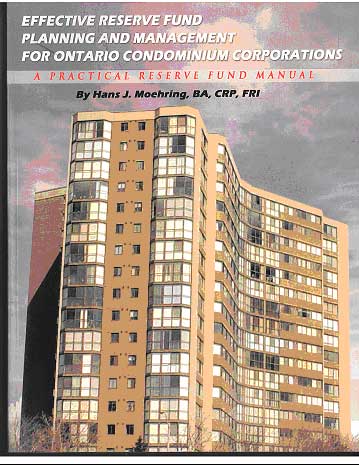 EFFECTIVE RESERVE FUND
PLANNING AND MANAGEMENT
FOR ONTARIO CONDOMINIUM CORPORATIONS
A PRACTICAL RESERVE FUND MANUAL
By Hans J. Moehring, BA, CRP, FRI